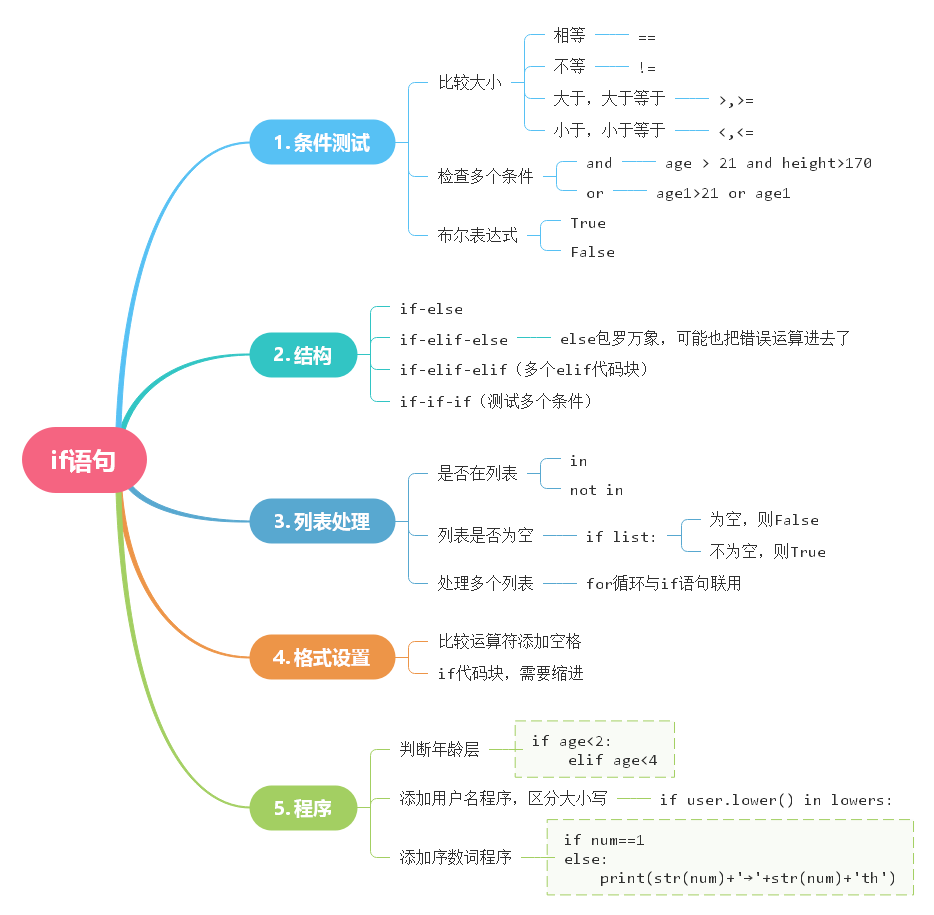 if语句
1.条件测试
比较大小
相等
==
不等
!=
大于，大于等于
>,>=
小于，小于等于
<,<=
检查多个条件
and
age > 21 and height>170
or
age1>21 or age1
布尔表达式
True
False
2.结构
if-else
if-elif-else
else包罗万象，可能也把错误运算进去了
if-elif-elif（多个elif代码块）
if-if-if（测试多个条件）
3.列表处理
是否在列表
in
not in
列表是否为空
if list:
为空，则False
不为空，则True
处理多个列表
for循环与if语句联用
4.格式设置
比较运算符添加空格
if代码块，需要缩进
5.程序
判断年龄层
if age<2:
elif age<4
添加用户名程序，区分大小写
if user.lower() in lowers:
添加序数词程序
if num==1
else:
print(str(num)+'→'+str(num)+'th')